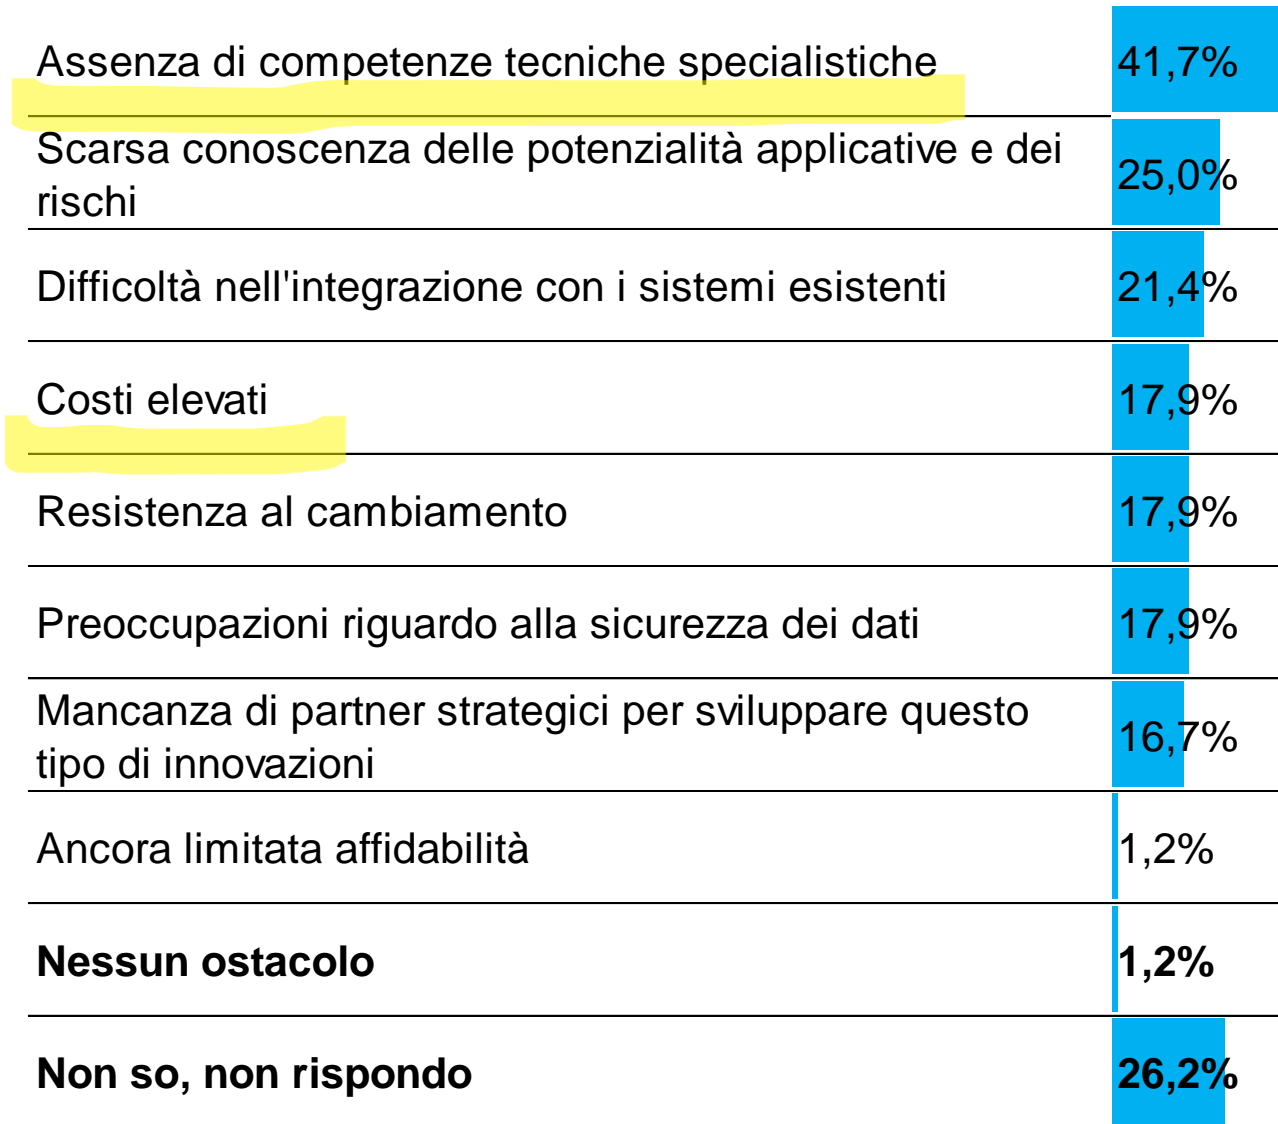 Assenza di competenze tecniche specialistiche 41,7%
Scarsa conoscenza delle potenzialità applicative e dei
rischi 25,0%
Difficoltà nell'integrazione con i sistemi esistenti 21,4%
Costi elevati 17,9%
Resistenza al cambiamento 17,9%
Preoccupazioni riguardo alla sicurezza dei dati 17,9%
Mancanza di partner strategici per sviluppare questo
tipo di innovazioni 16,7%
Ancora limitata affidabilità 1,2%
Nessun ostacolo 1,2%
Non so, non rispondo 26,2%